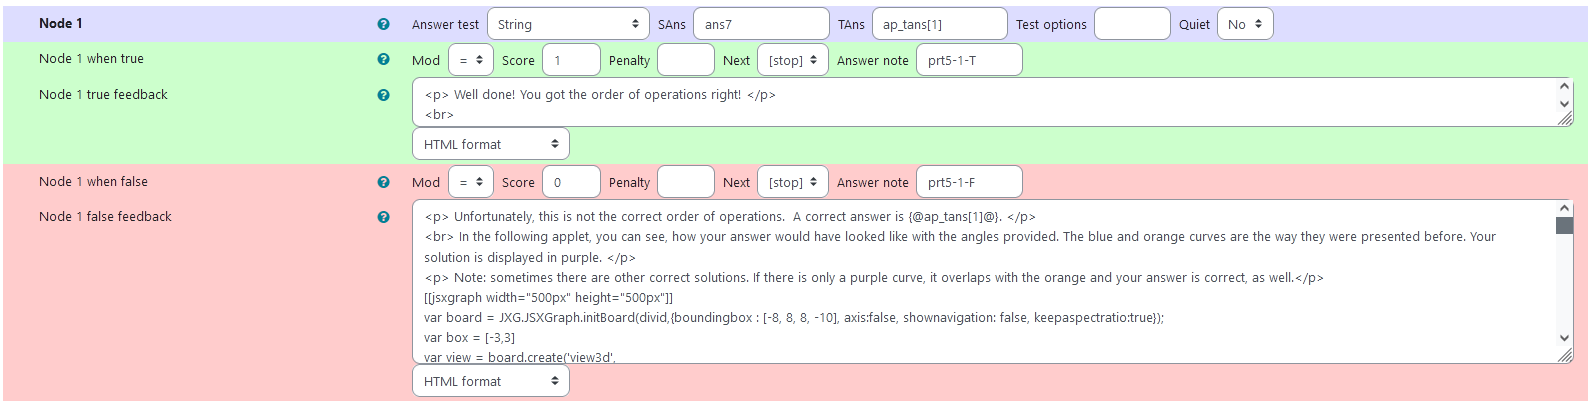 Node 1 Answer test String SAns ans7 TAns ap_tans[1] Test options Quiet No
Node 1 when true Mod = Score 1 Penalty Next [stop] Answer note prt5-1-T
Node 1 true feedback
<p> Well done! You got the order of operations right! </p>
<br>
HTML format
Node 1 when false Mod = Score 0 Penalty Next [stop] Answer note prt5-1-F
Node 1 false feedback
<p> Unfortunately, this is not the correct order of operations.  A correct answer is {@ap_tans[1]@}. </p>
<br> In the following applet, you can see, how your answer would have looked like with the angles provided. The blue and orange curves are the way they were presented before. Your
solution is displayed in purple. </p>
<p> Note: sometimes there are other correct solutions. If there is only a purple curve, it overlaps with the orange and your answer is correct, as well.</p>
[[jsxgraph width="500px" height="500px"]]
var board = JXG.JSXGraph.initBoard(divid,{boundingbox : [-8, 8, 8, -10], axis:false, shownavigation: false, keepaspectratio:true});
var box = [-3,3]
var view = board.create('view3d',
HTML format